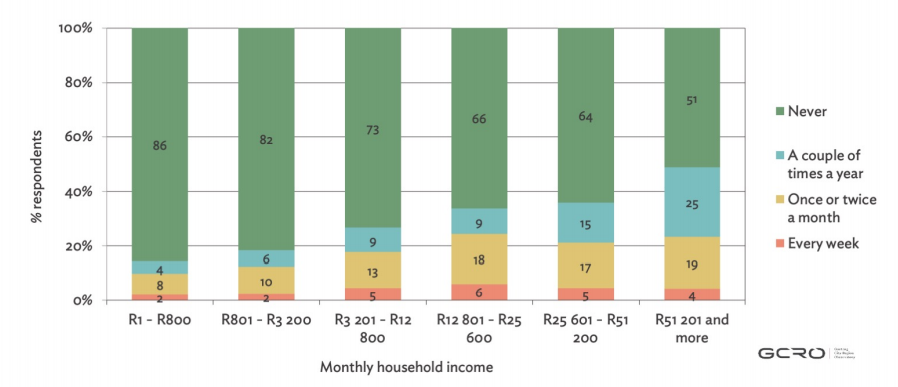 100%
80%
60%
40%
20%
0%
% respondents
86
4
8
2
82
6
10
2
73
9
13
5
66
9
18
6
64
15
17
5
51
25
19
4
R1 – R800
R801 – R3 200
R3 201 – R12
800
R12 801 – R25
600
R25 601 – R51
200
R51 201 and
more
Monthly household income
Never
A couple of
times a year
Once or twice
a month
Every week
GCRO